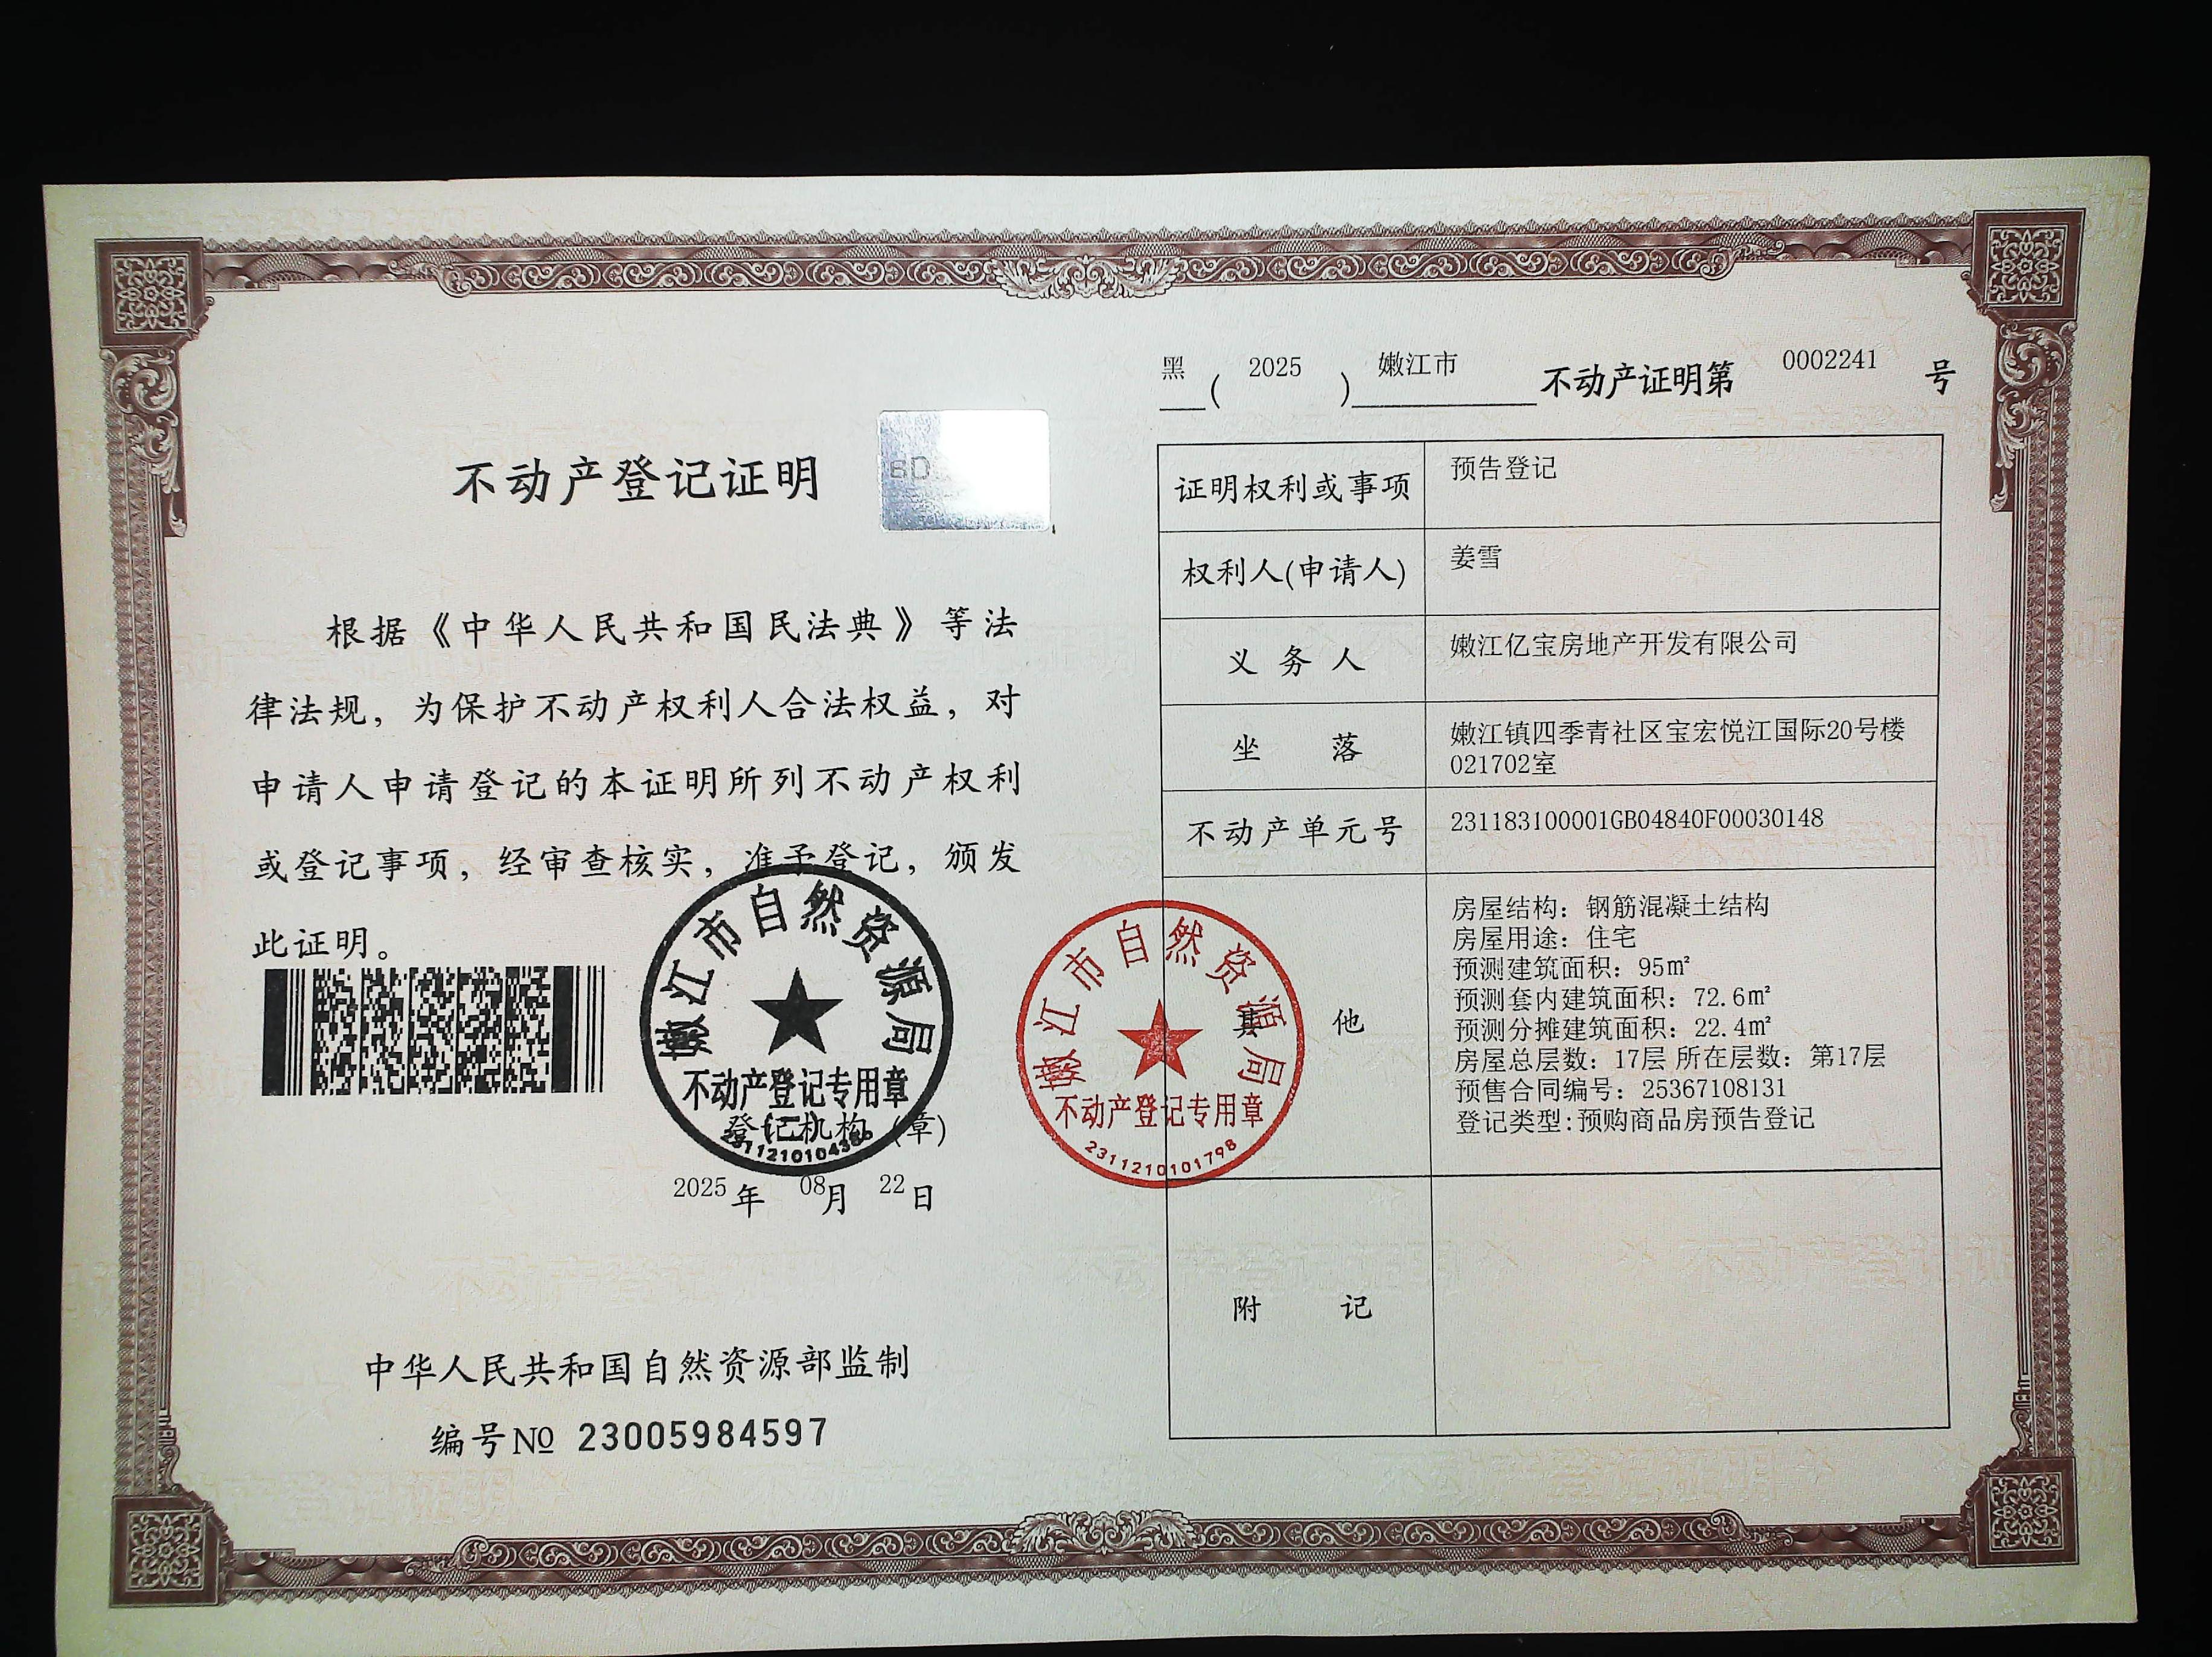 不动产登记证明
BD
根据《中华人民共和国民法典》等法
律法规，为保护不动产权利人合法权益，对
申请人申请登记的本证明所列不动产权利
或登记事项，经审查核实，准予登记，颁发
此证明。
嫩江市自然资源局
不动产登记专用章
登记机构 (章)
2025年 08月 22日
中华人民共和国自然资源部监制
编号№ 23005984597
黑 ( 2025 ) 嫩江市 不动产证明第 0002241 号
证明权利或事项 预告登记
权利人(申请人) 姜雪
义务人 嫩江亿宝房地产开发有限公司
坐落 嫩江镇四季青社区宝宏悦江国际20号楼
021702室
不动产单元号 231183100001GB04840F00030148
其他
房屋结构：钢筋混凝土结构
房屋用途：住宅
预测建筑面积：95㎡
预测套内建筑面积：72.6㎡
预测分摊建筑面积：22.4㎡
房屋总层数：17层 所在层数：第17层
预售合同编号：25367108131
登记类型:预购商品房预告登记
附记
嫩江市自然资源局
不动产登记专用章
2311210101798